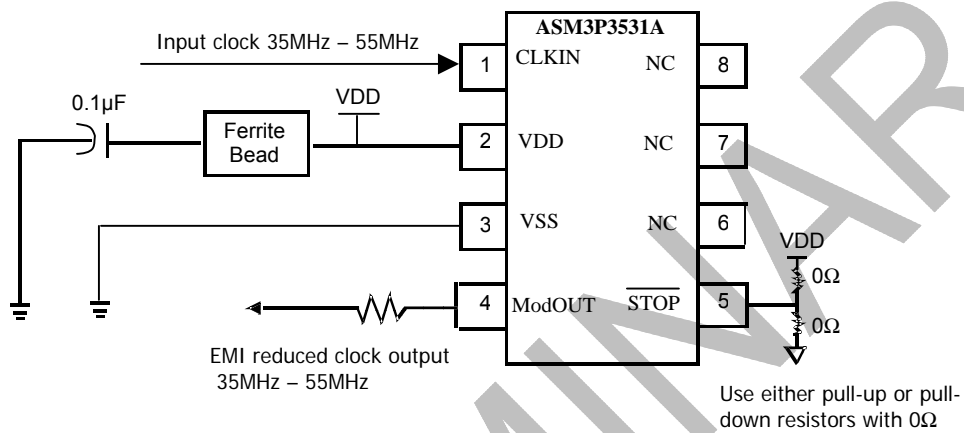 ASM3P3531A
Input clock 35MHz – 55MHz
1
CLKIN
NC
8
0.1µF
VDD
Ferrite
Bead
2
VDD
NC
7
3
VSS
NC
6
VDD
0Ω
4
ModOUT
STOP
5
0Ω
EMI reduced clock output
35MHz – 55MHz
Use either pull-up or pull-
down resistors with 0Ω
MINAR